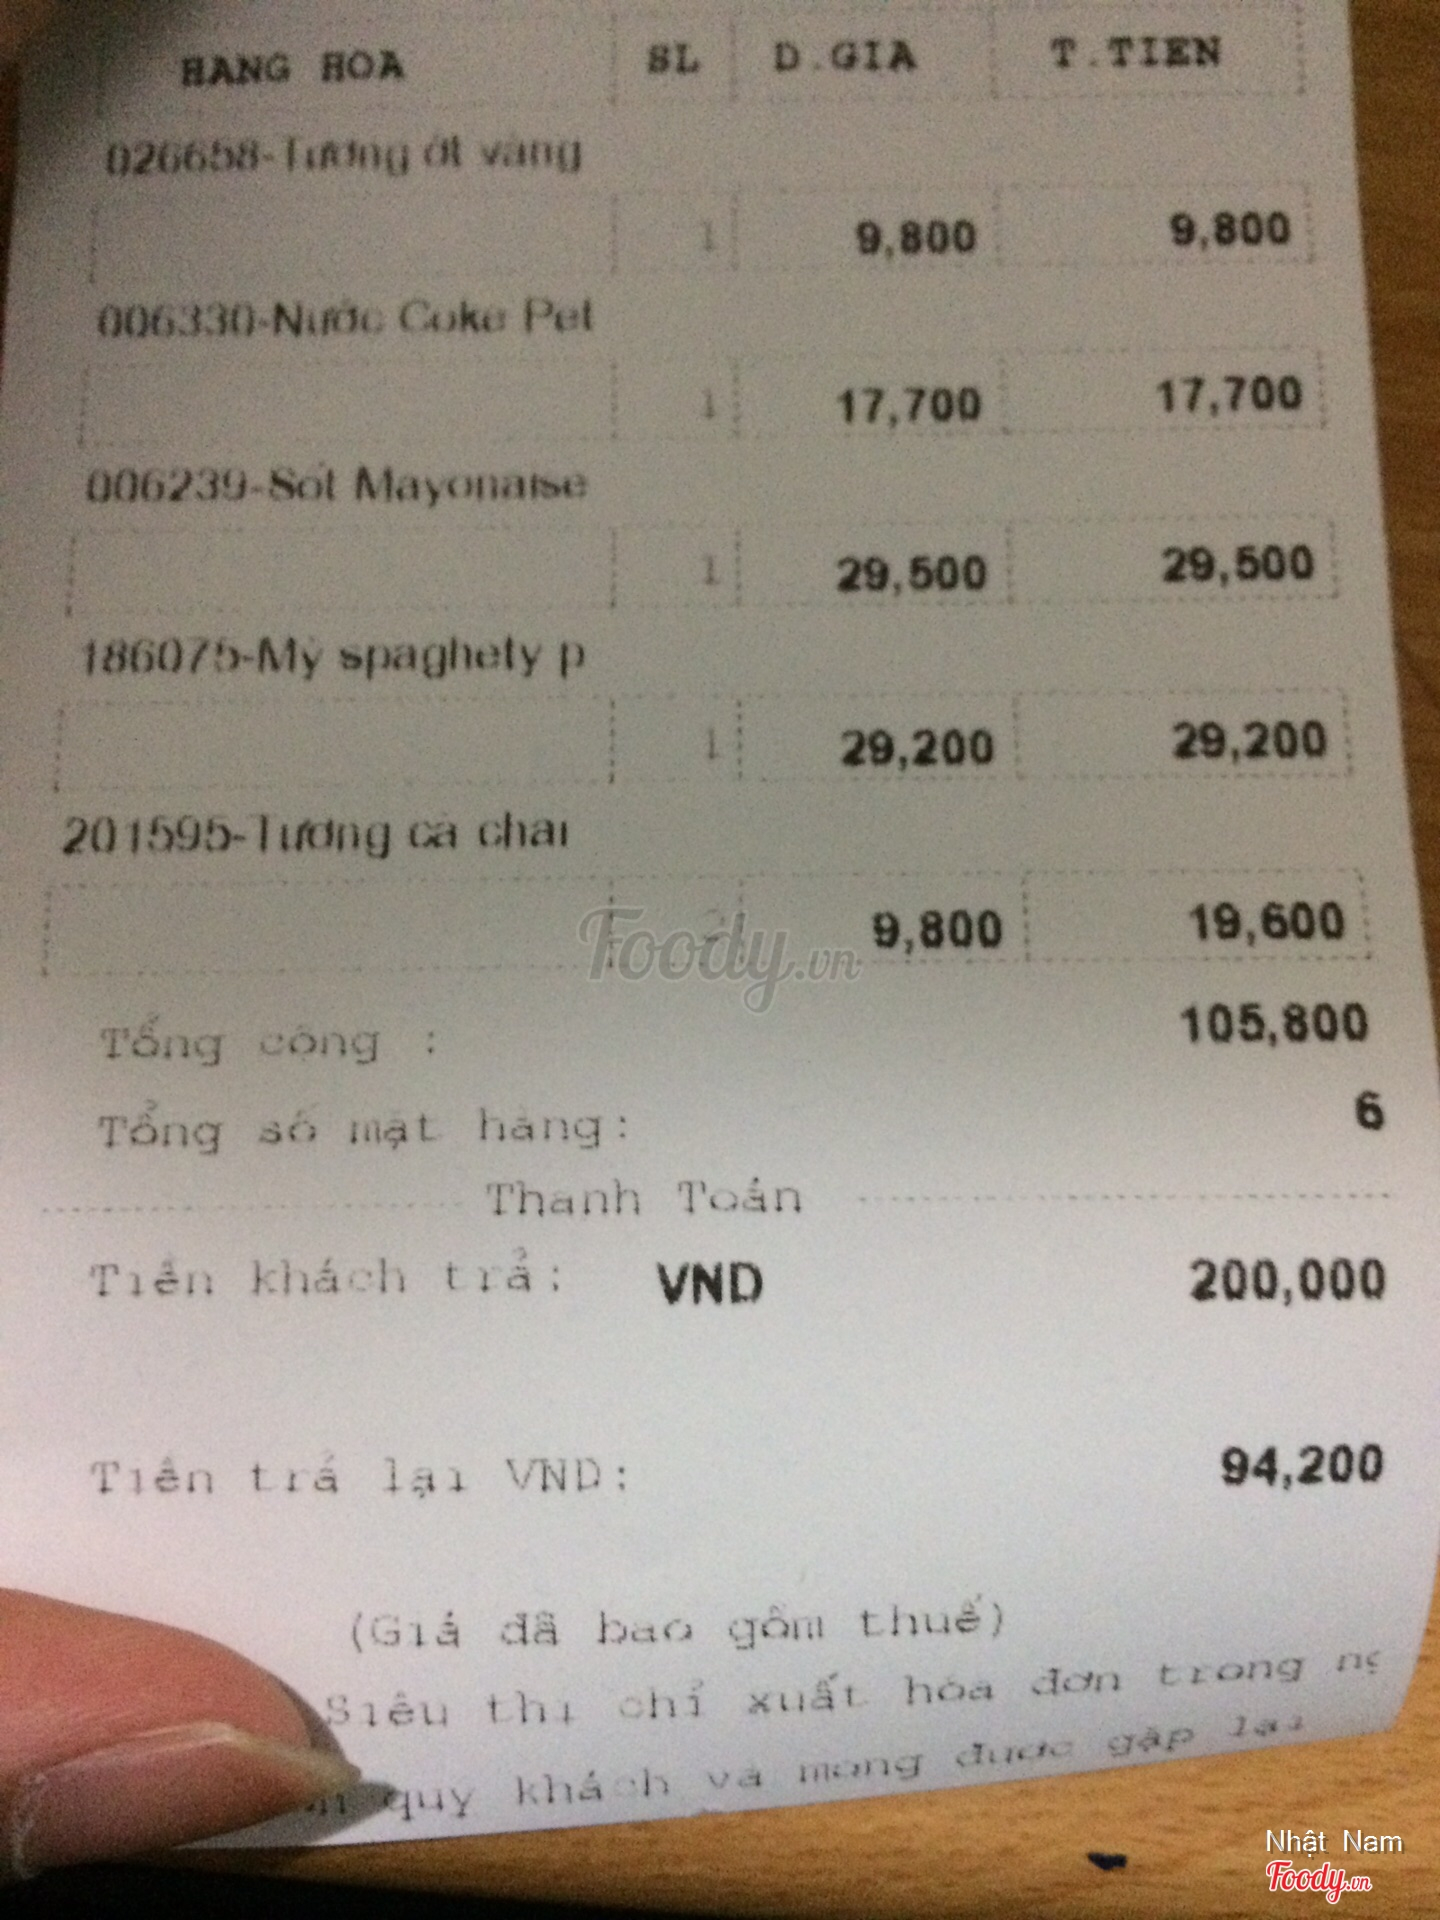 HANG HOA SL D.GIA T.TIEN
026658-Tương ớt vàng
1 9,800 9,800
006330-Nước Coke Pet
1 17,700 17,700
006239-Sốt Mayonaise
1 29,500 29,500
186075-Mỳ spaghety p
1 29,200 29,200
201595-Tương cà chai
2 9,800 19,600
Foody.vn
Tổng cộng : 105,800
Tổng số mặt hàng: 6
Thanh Toán
Tiền khách trả: VND 200,000
Tiền trả lại VND: 94,200
(Giá đã bao gồm thuế)
Siêu thị chỉ xuất hóa đơn trong
quý khách và mong được gặp lại
Nhật Nam
Foody.vn